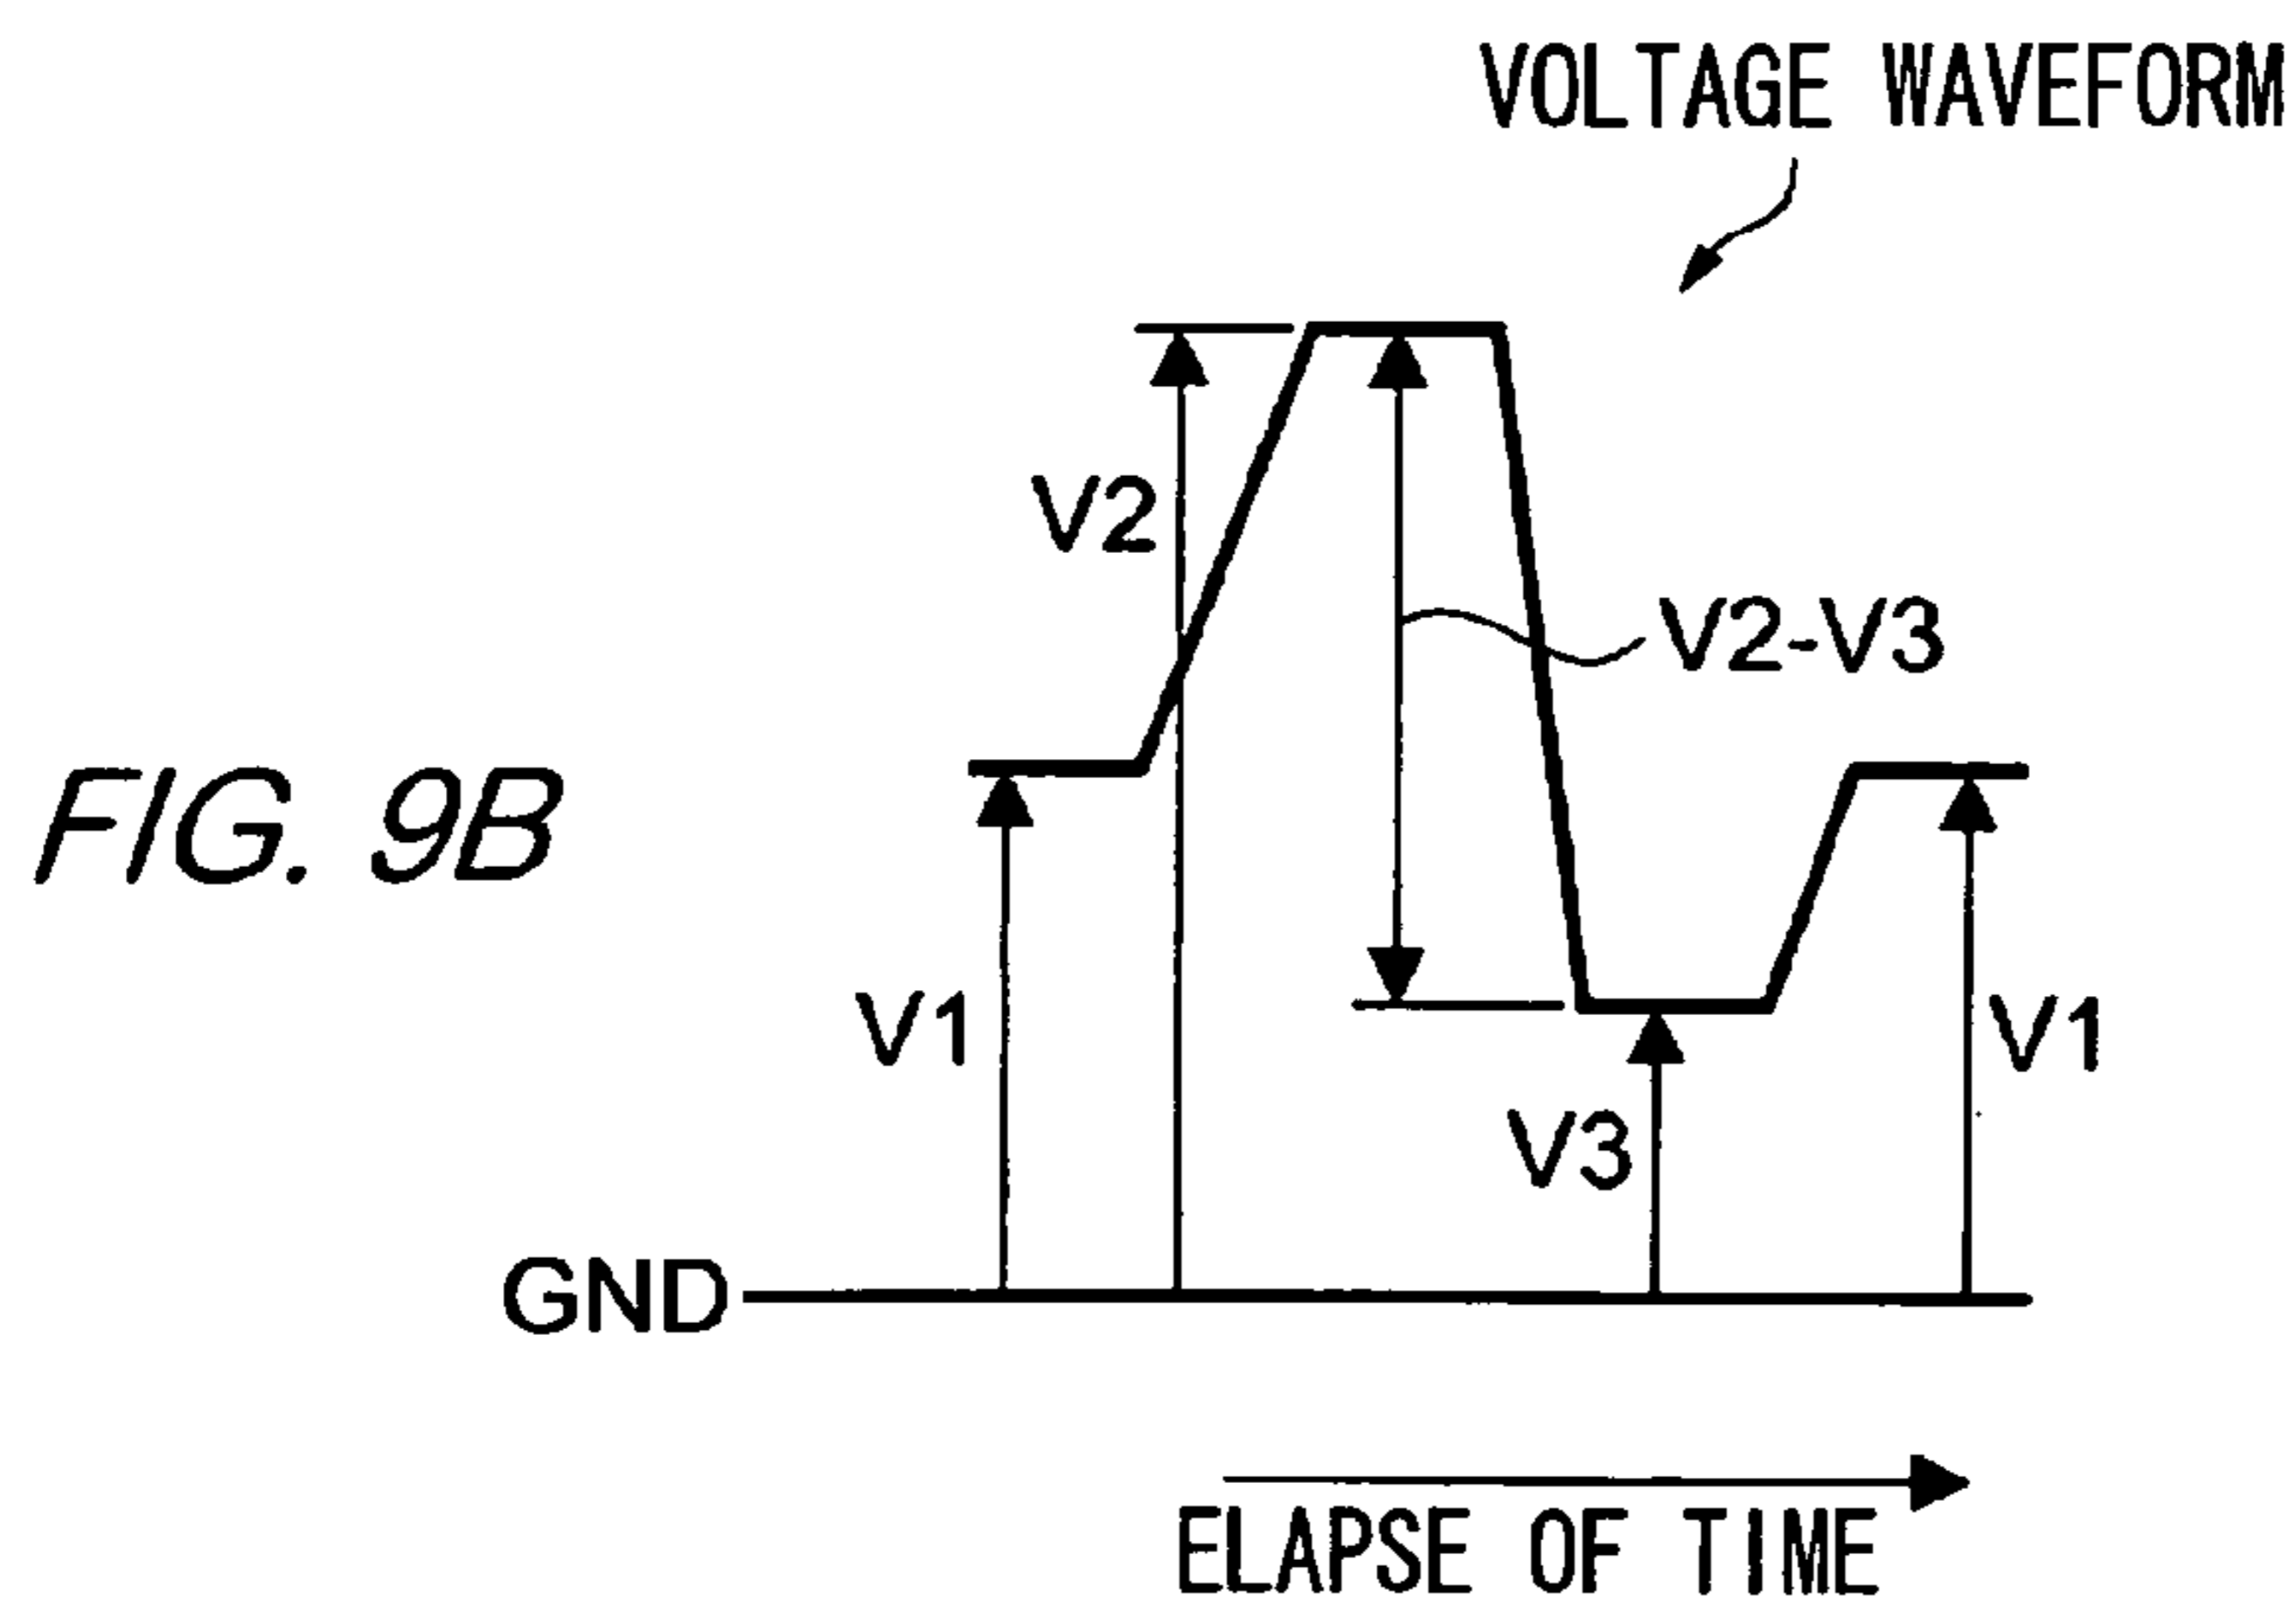 VOLTAGE WAVEFORM
V2
V2-V3
FIG. 9B
V1
V1
V3
GND
ELAPSE OF TIME